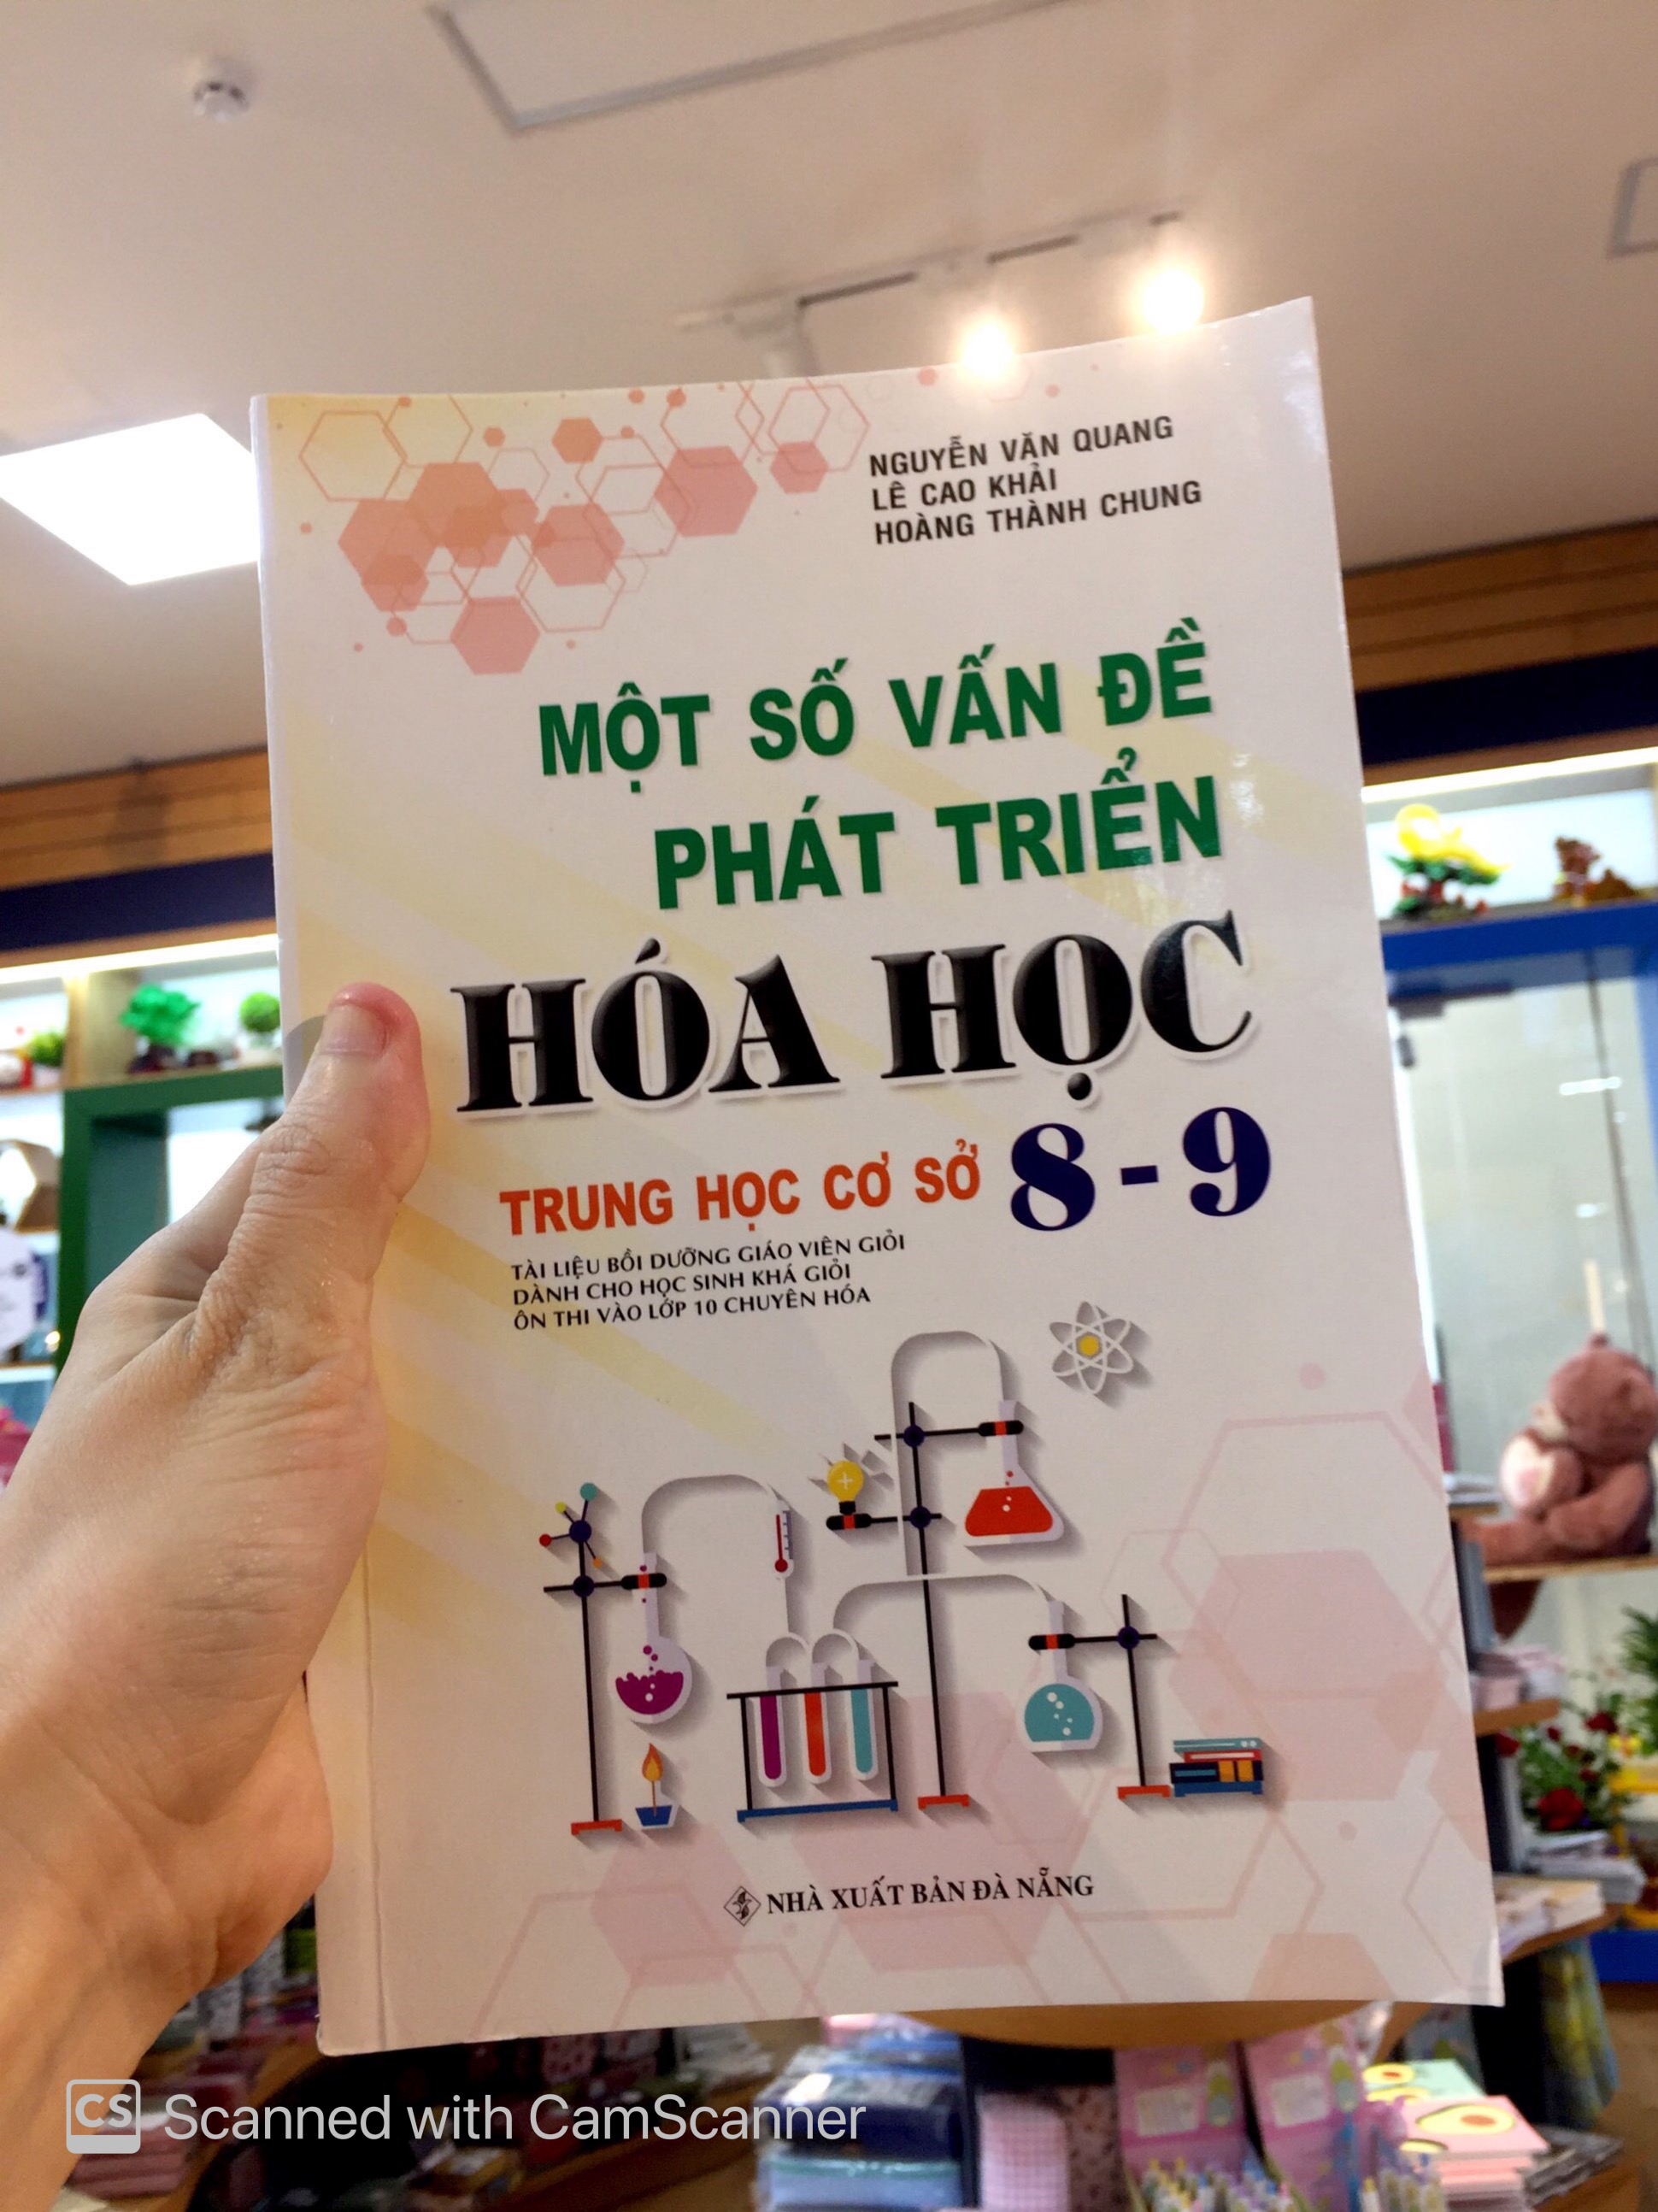 NGUYỄN VĂN QUANG
LÊ CAO KHẢI
HOÀNG THÀNH CHUNG
MỘT SỐ VẤN ĐỀ
PHÁT TRIỂN
HÓA HỌC
TRUNG HỌC CƠ SỞ 8 - 9
TÀI LIỆU BỒI DƯỠNG GIÁO VIÊN GIỎI
DÀNH CHO HỌC SINH KHÁ GIỎI
ÔN THI VÀO LỚP 10 CHUYÊN HÓA
NHÀ XUẤT BẢN ĐÀ NẴNG
CS Scanned with CamScanner